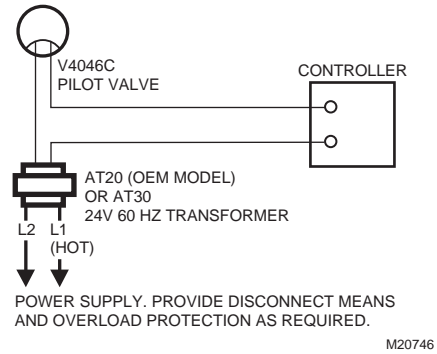 V4046C
PILOT VALVE
CONTROLLER
AT20 (OEM MODEL)
OR AT30
24V 60 HZ TRANSFORMER
L2 L1
(HOT)
POWER SUPPLY. PROVIDE DISCONNECT MEANS
AND OVERLOAD PROTECTION AS REQUIRED.
M20746